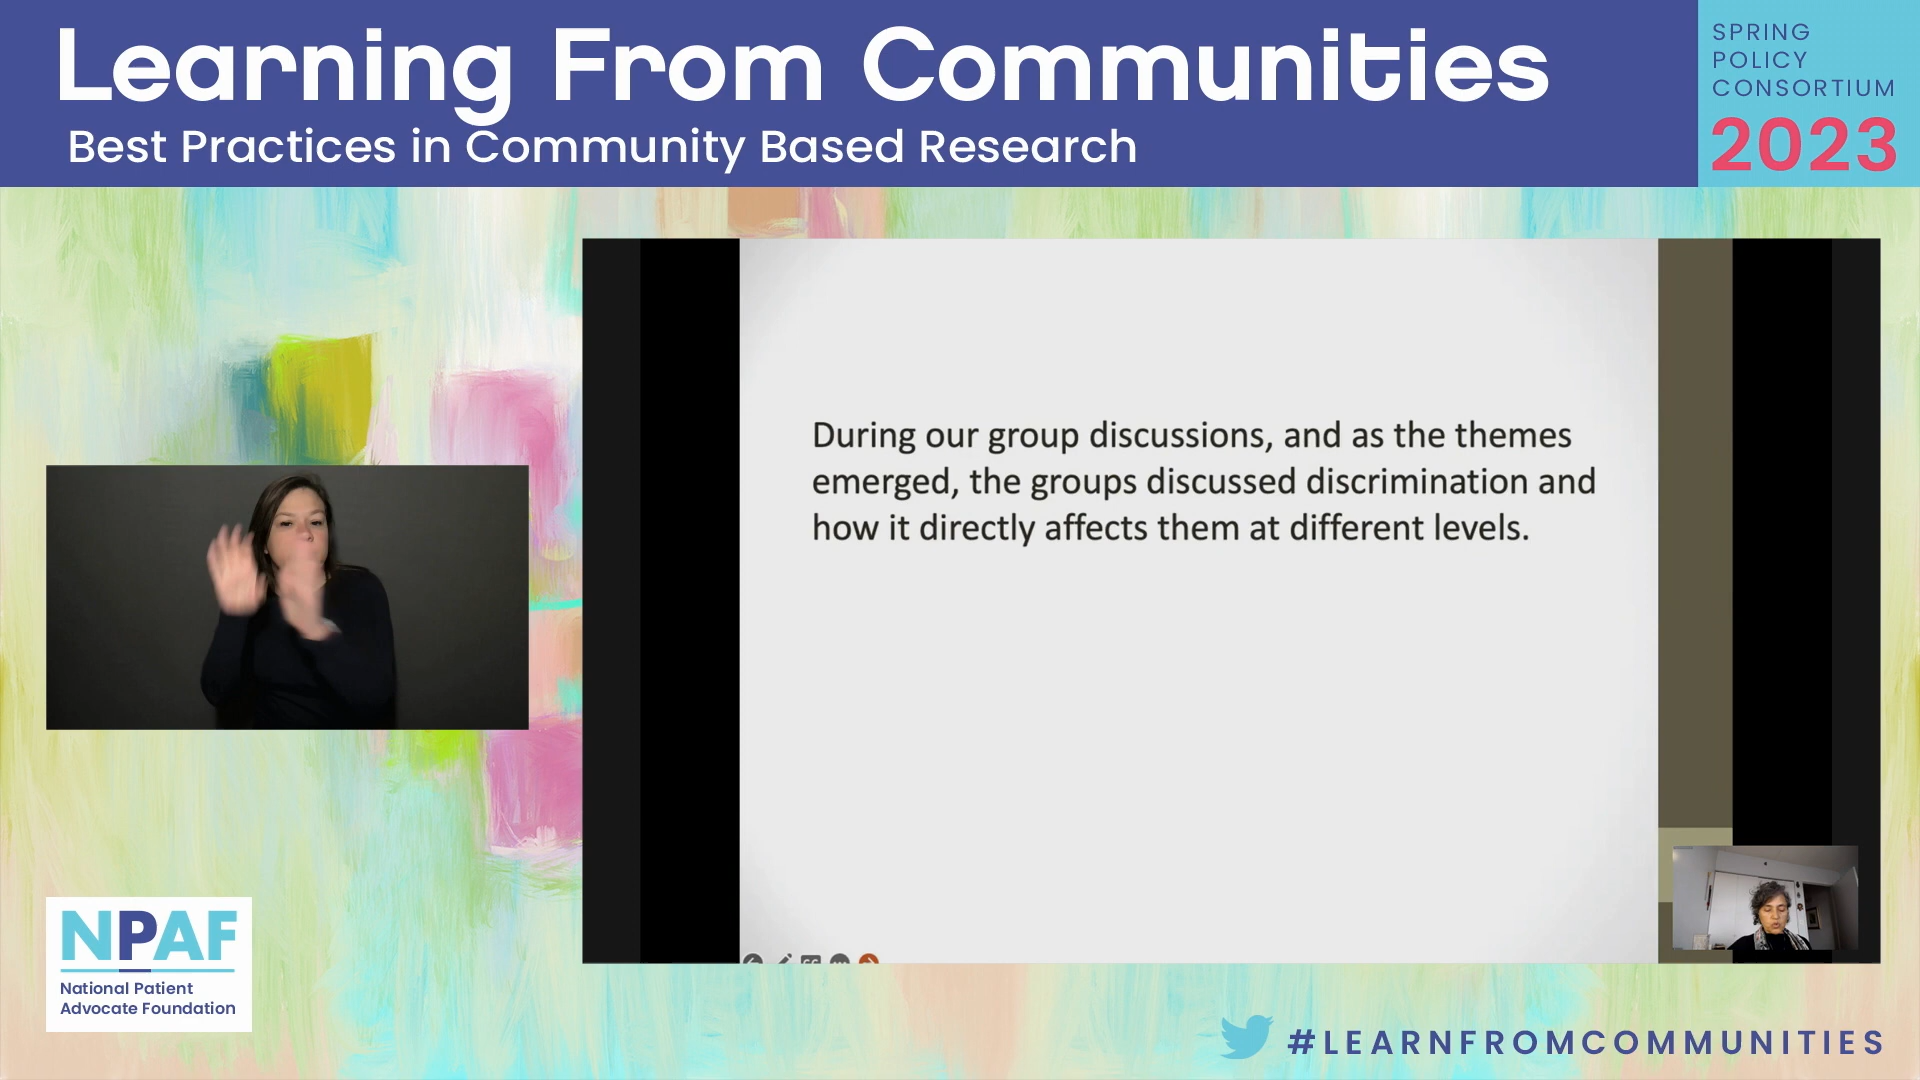 Learning From Communities
Best Practices in Community Based Research
SPRING
POLICY
CONSORTIUM
2023
During our group discussions, and as the themes
emerged, the groups discussed discrimination and
how it directly affects them at different levels.
NPAF
National Patient
Advocate Foundation
#LEARNFROMCOMMUNITIES